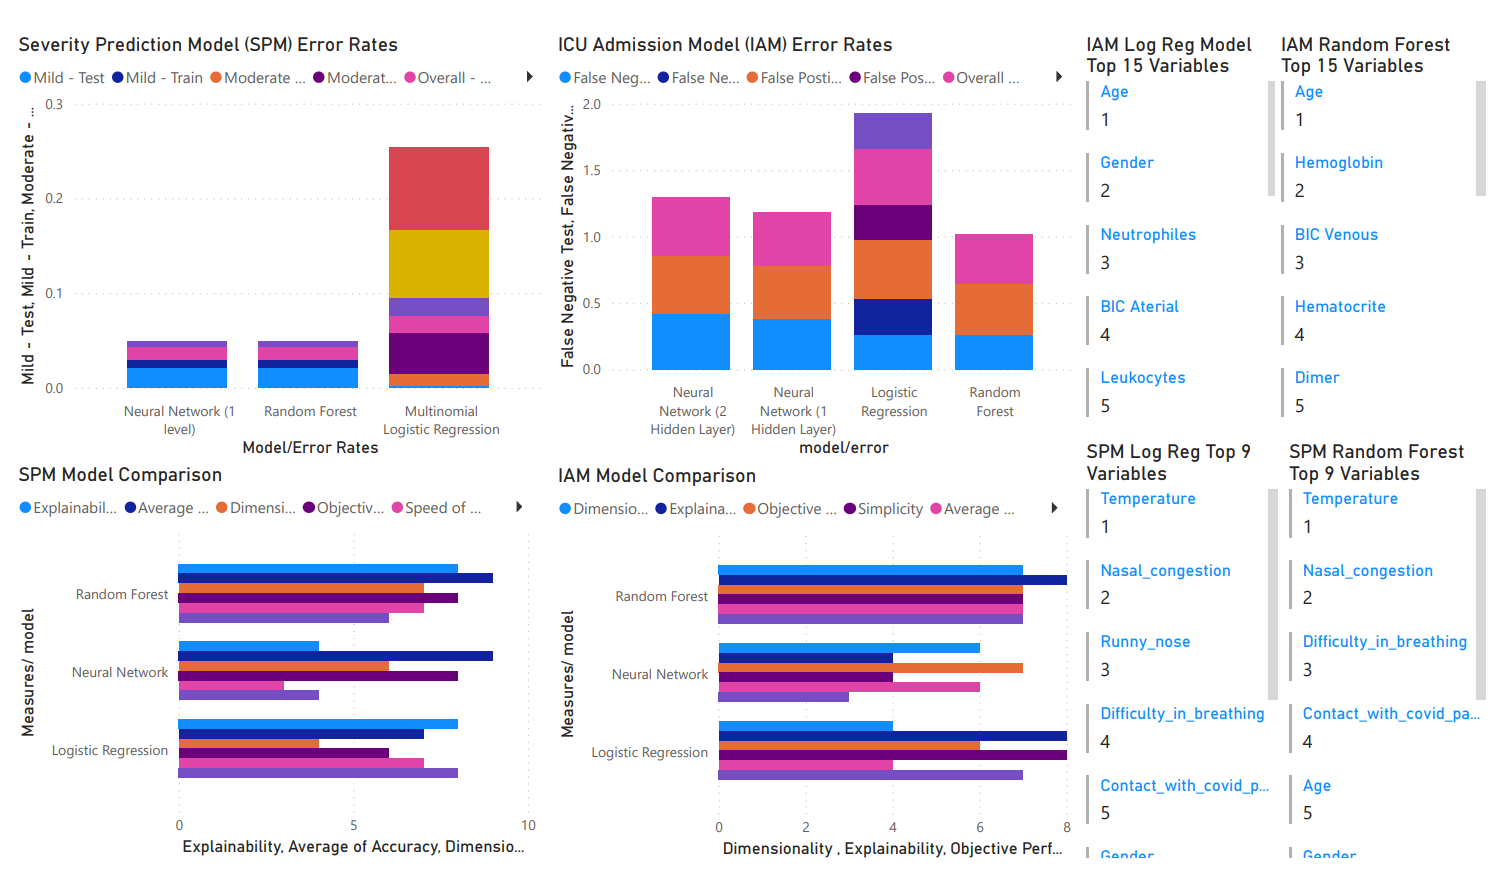 Severity Prediction Model (SPM) Error Rates
Mild - Test Mild - Train Moderate ... Moderat... Overall - ...
Mild - Test, Mild - Train, Moderate - ...
0.3
0.2
0.1
0.0
Neural Network (1
level)
Random Forest
Multinomial
Logistic Regression
Model/Error Rates
ICU Admission Model (IAM) Error Rates
False Neg... False Ne... False Posti... False Pos... Overall ...
False Negative Test, False Negativ...
2.0
1.5
1.0
0.5
0.0
Neural
Network (2
Hidden Layer)
Neural
Network (1
Hidden Layer)
Logistic
Regression
Random
Forest
model/error
IAM Log Reg Model
Top 15 Variables
Age
1
Gender
2
Neutrophiles
3
BIC Aterial
4
Leukocytes
5
IAM Random Forest
Top 15 Variables
Age
1
Hemoglobin
2
BIC Venous
3
Hematocrite
4
Dimer
5
SPM Model Comparison
Explainabil... Average ... Dimensi... Objectiv... Speed of ...
Measures/ model
Random Forest
Neural Network
Logistic Regression
0 5 10
Explainability, Average of Accuracy, Dimensio...
IAM Model Comparison
Dimensio... Explaina... Objective ... Simplicity Average ...
Measures/ model
Random Forest
Neural Network
Logistic Regression
0 2 4 6 8
Dimensionality , Explainability, Objective Perf...
SPM Log Reg Top 9
Variables
Temperature
1
Nasal_congestion
2
Runny_nose
3
Difficulty_in_breathing
4
Contact_with_covid_p...
5
Gender
SPM Random Forest
Top 9 Variables
Temperature
1
Nasal_congestion
2
Difficulty_in_breathing
3
Contact_with_covid_pa...
4
Age
5
Gender